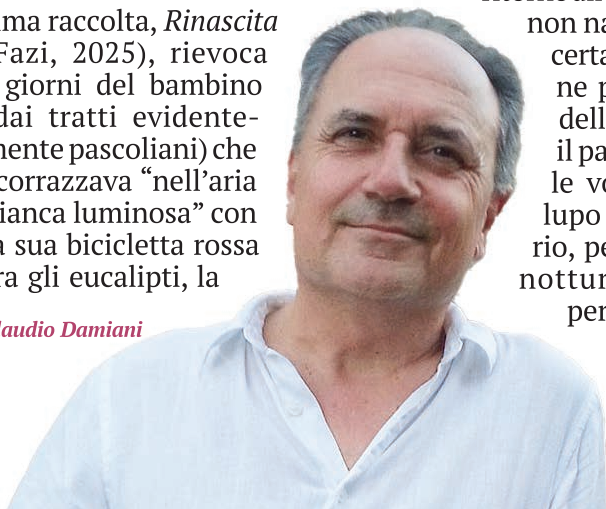 ma raccolta, Rinascita
Fazi, 2025), rievoca
giorni del bambino
dai tratti evidente-
mente pascoliani) che
corrazzava “nell’aria
ianca luminosa” con
a sua bicicletta rossa
ra gli eucalipti, la
laudio Damiani
non na
certa
ne p
dell
il pa
le vo
lupo
rio, pe
nottur
per